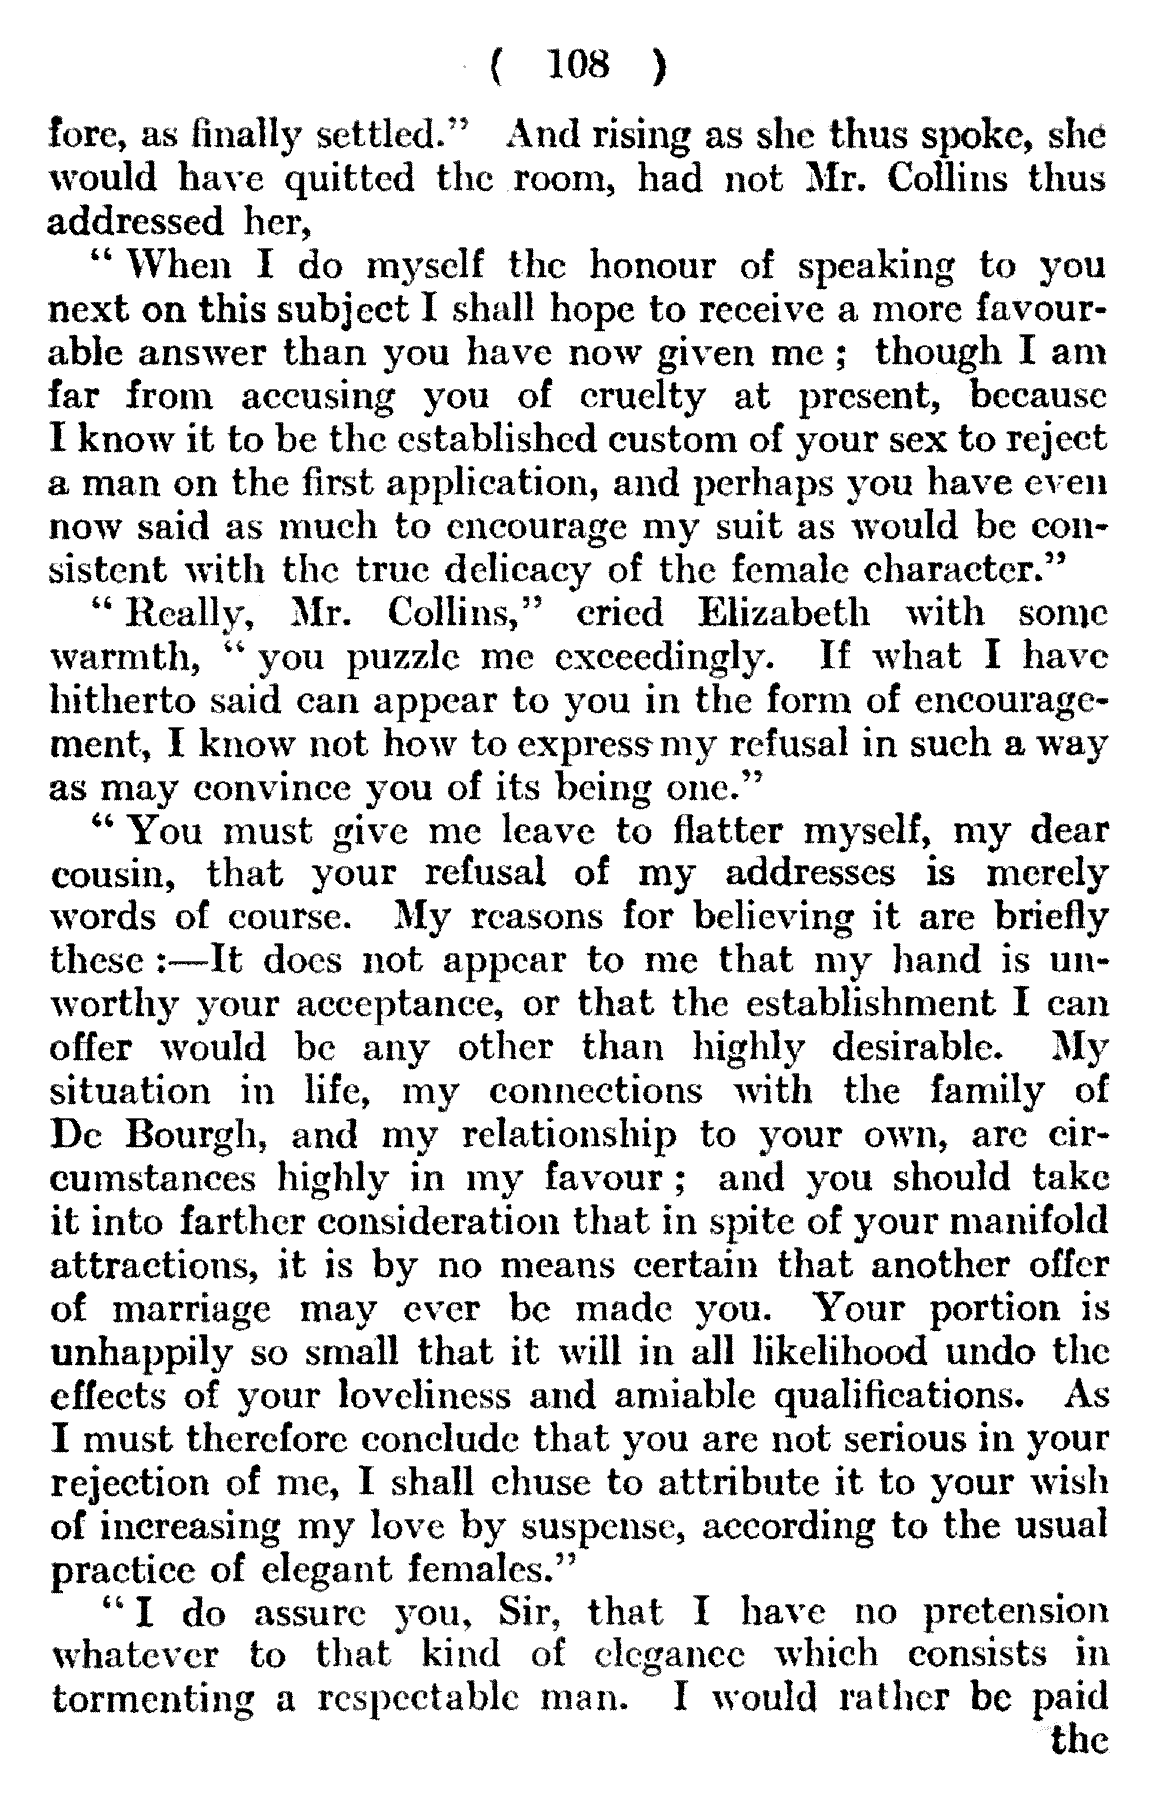 ( 108 )
fore, as finally settled." And rising as she thus spoke, she
would have quitted the room, had not Mr. Collins thus
addressed her,
" When I do myself the honour of speaking to you
next on this subject I shall hope to receive a more favour-
able answer than you have now given me ; though I am
far from accusing you of cruelty at present, because
I know it to be the established custom of your sex to reject
a man on the first application, and perhaps you have even
now said as much to encourage my suit as would be con-
sistent with the true delicacy of the female character."
" Really, Mr. Collins," cried Elizabeth with some
warmth, " you puzzle me exceedingly. If what I have
hitherto said can appear to you in the form of encourage-
ment, I know not how to express my refusal in such a way
as may convince you of its being one."
" You must give me leave to flatter myself, my dear
cousin, that your refusal of my addresses is merely
words of course. My reasons for believing it are briefly
these :—It does not appear to me that my hand is un-
worthy your acceptance, or that the establishment I can
offer would be any other than highly desirable. My
situation in life, my connections with the family of
De Bourgh, and my relationship to your own, are cir-
cumstances highly in my favour ; and you should take
it into farther consideration that in spite of your manifold
attractions, it is by no means certain that another offer
of marriage may ever be made you. Your portion is
unhappily so small that it will in all likelihood undo the
effects of your loveliness and amiable qualifications. As
I must therefore conclude that you are not serious in your
rejection of me, I shall chuse to attribute it to your wish
of increasing my love by suspense, according to the usual
practice of elegant females."
" I do assure you, Sir, that I have no pretension
whatever to that kind of elegance which consists in
tormenting a respectable man. I would rather be paid
the